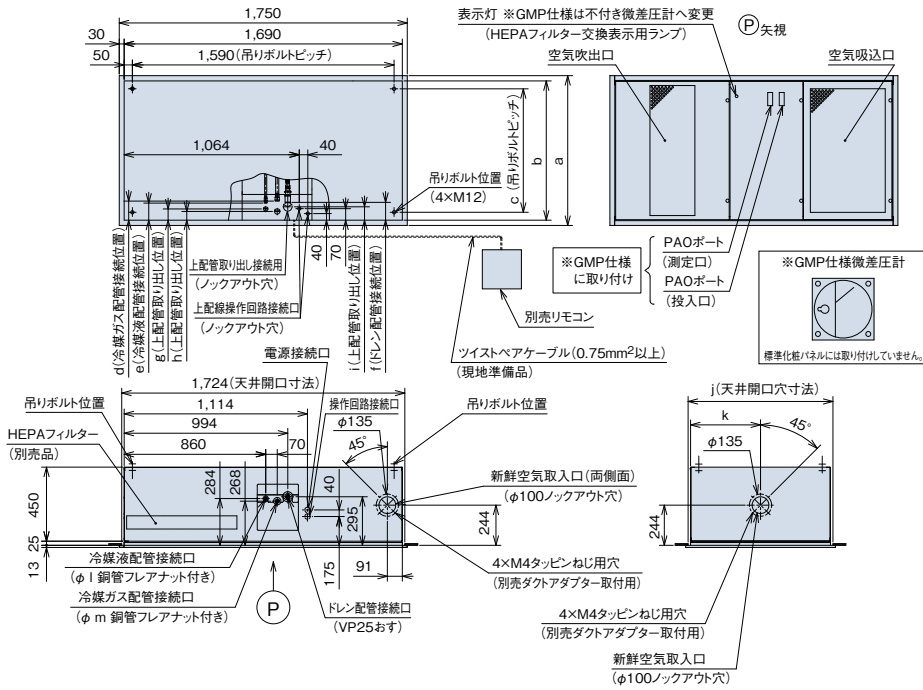 1,750
30
1,690
50
1,590(吊りボルトピッチ)
1,064
40
c(吊りボルトピッチ)
b
a
吊りボルト位置
(4×M12)
40
70
d(冷媒ガス配管接続位置)
e(冷媒液配管接続位置)
g(上配管取り出し位置)
h(上配管取り出し位置)
上配管取り出し接続用
(ノックアウト穴)
上配線操作回路接続口
(ノックアウト穴)
i(上配管取り出し位置)
f(ドレン配管接続位置)
別売リモコン
ツイストペアケーブル(0.75mm²以上)
(現地準備品)
表示灯 ※GMP仕様は不付き微差圧計へ変更
(HEPAフィルター交換表示用ランプ)
P矢視
空気吹出口
空気吸込口
※GMP仕様
に取り付け
PAOポート
(測定口)
PAOポート
(投入口)
※GMP仕様微差圧計
標準化粧パネルには取り付けしていません。
電源接続口
1,724(天井開口寸法)
吊りボルト位置
1,114
操作回路接続口
吊りボルト位置
994
φ135
HEPAフィルター
(別売品)
860
70
45°
284
268
40
295
新鮮空気取入口(両側面)
(φ100ノックアウト穴)
450
244
25
13
冷媒液配管接続口
(φ l 銅管フレアナット付き)
冷媒ガス配管接続口
(φ m 銅管フレアナット付き)
P
175
91
4×M4タッピンねじ用穴
(別売ダクトアダプター取付用)
ドレン配管接続口
(VP25おす)
j(天井開口穴寸法)
k
45°
φ135
244
4×M4タッピンねじ用穴
(別売ダクトアダプター取付用)
新鮮空気取入口
(φ100ノックアウト穴)